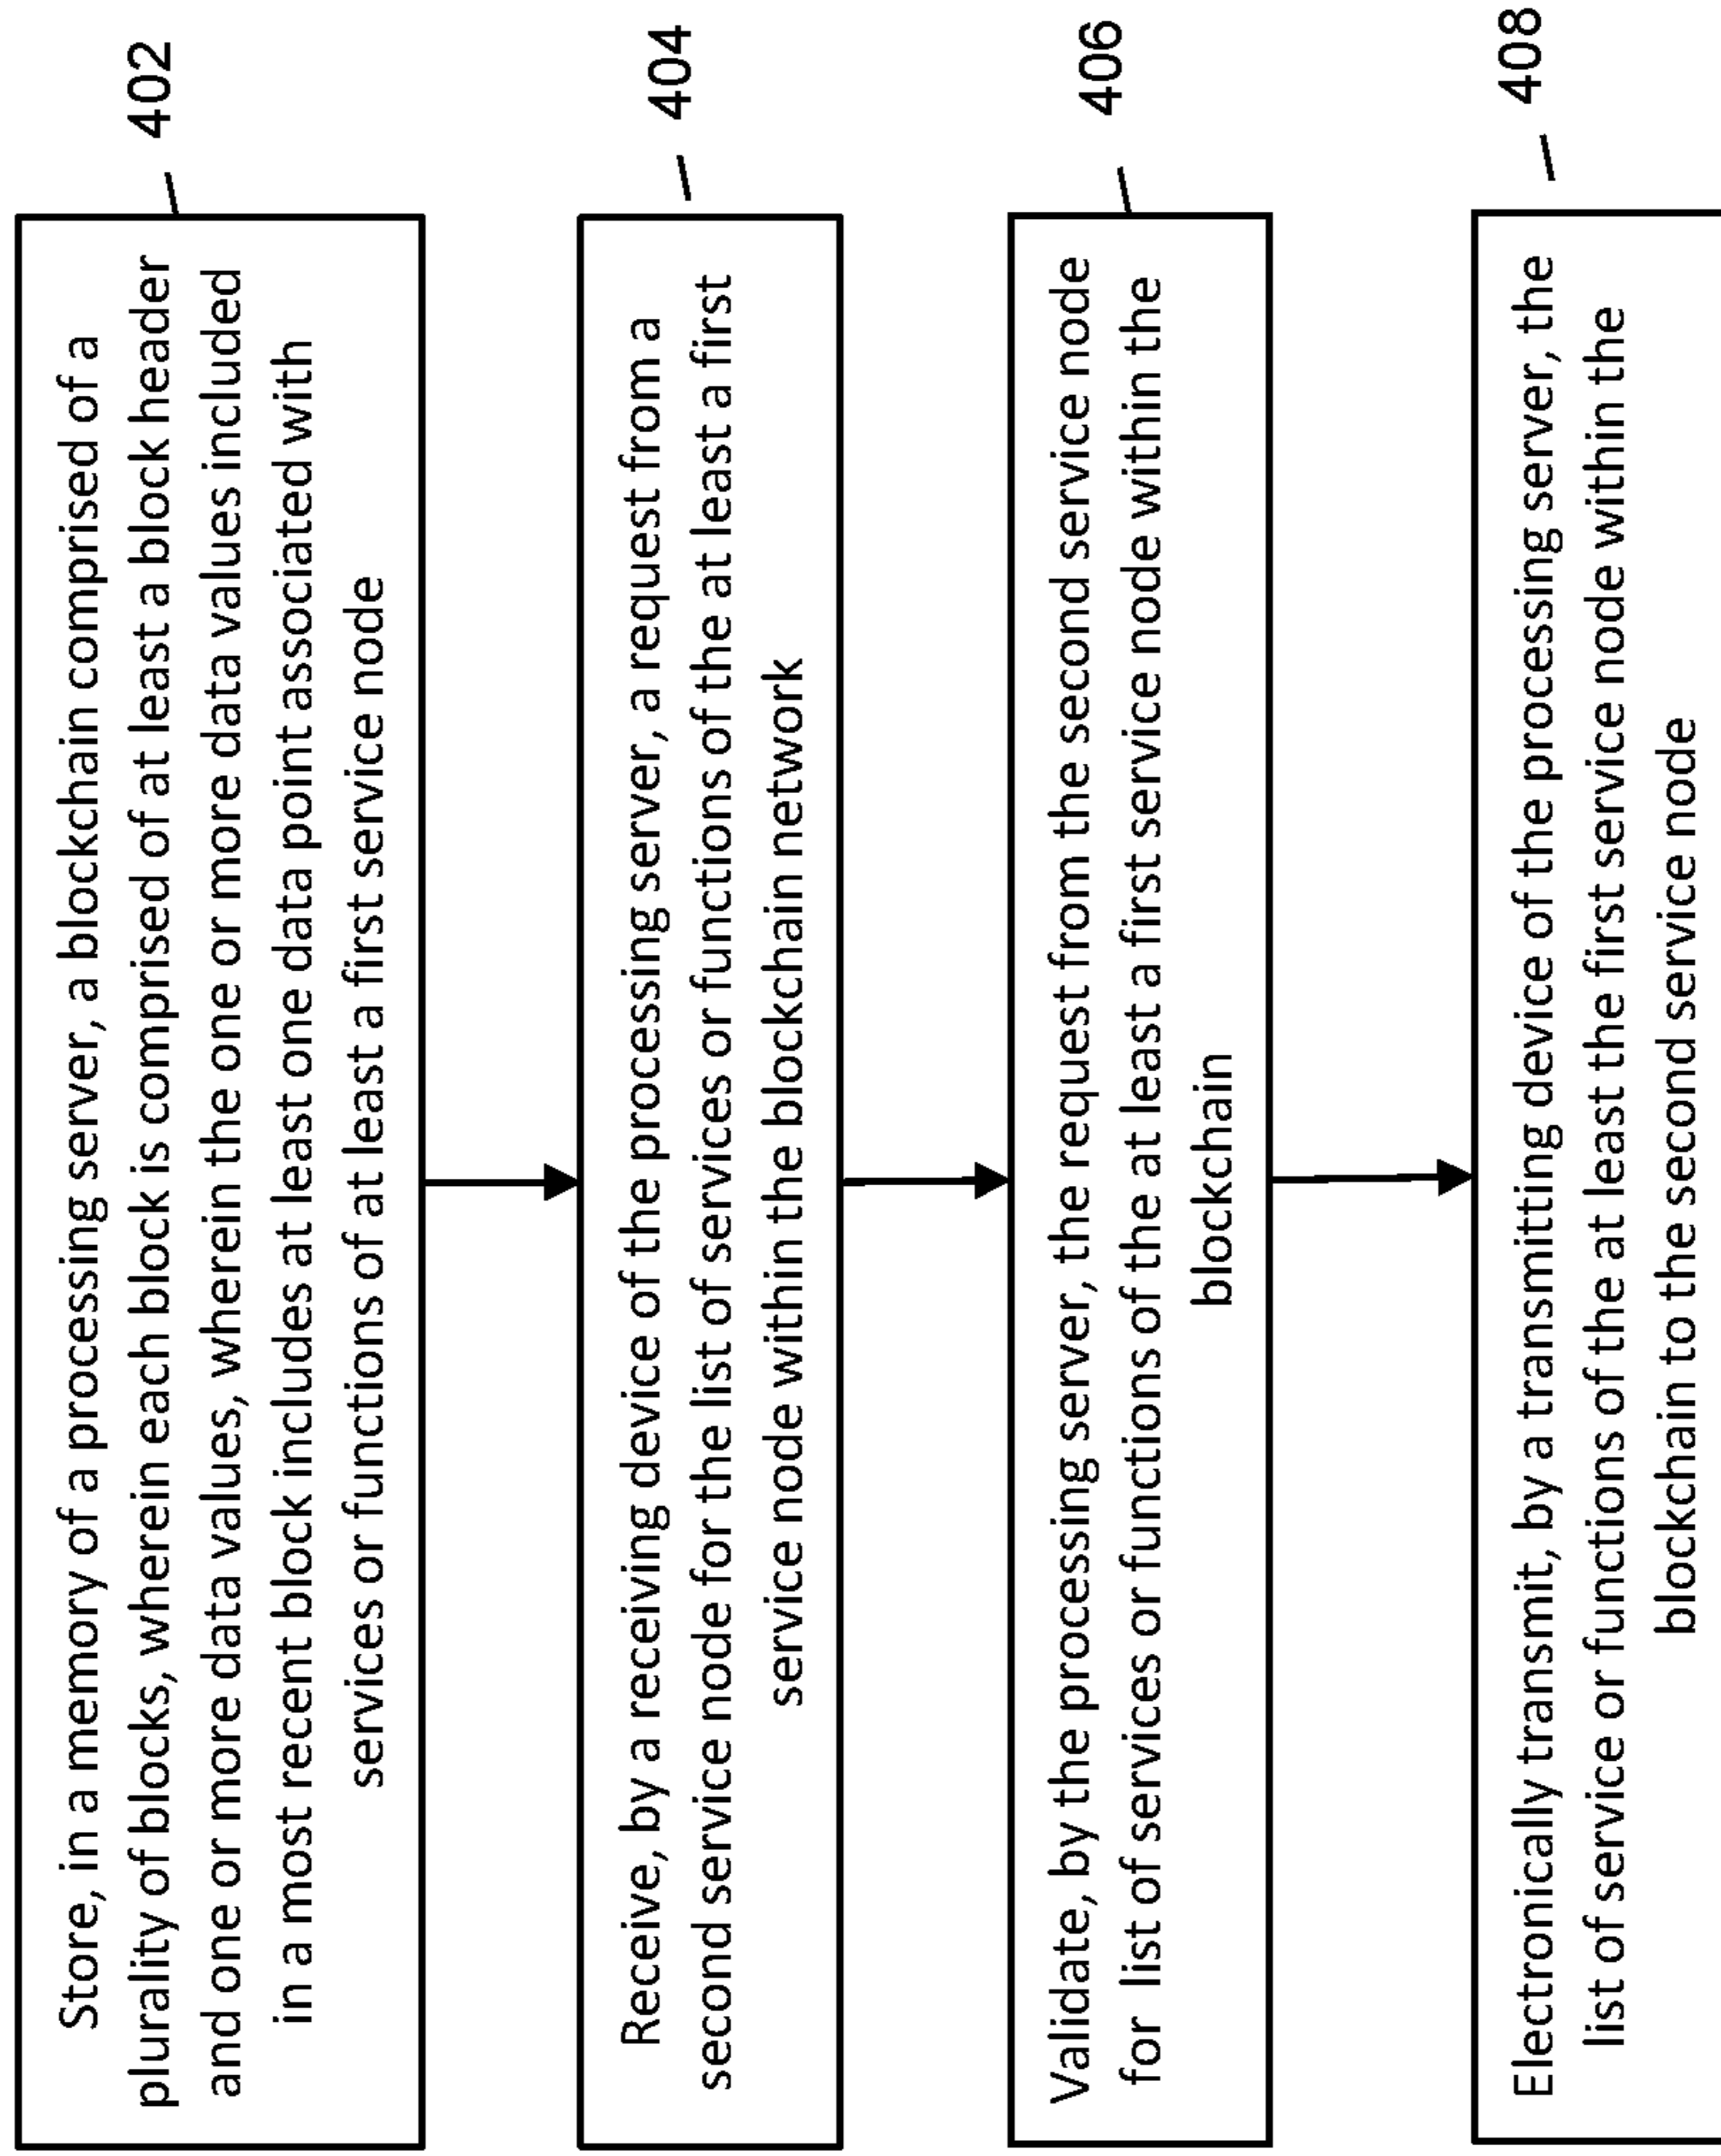 Store, in a memory of a processing server, a blockchain comprised of a
plurality of blocks, wherein each block is comprised of at least a block header
and one or more data values, wherein the one or more data values included
in a most recent block includes at least one data point associated with
services or functions of at least a first service node
402
Receive, by a receiving device of the processing server, a request from a
second service node for the list of services or functions of the at least a first
service node within the blockchain network
404
Validate, by the processing server, the request from the second service node
for list of services or functions of the at least a first service node within the
blockchain
406
Electronically transmit, by a transmitting device of the processing server, the
list of service or functions of the at least the first service node within the
blockchain to the second service node
408